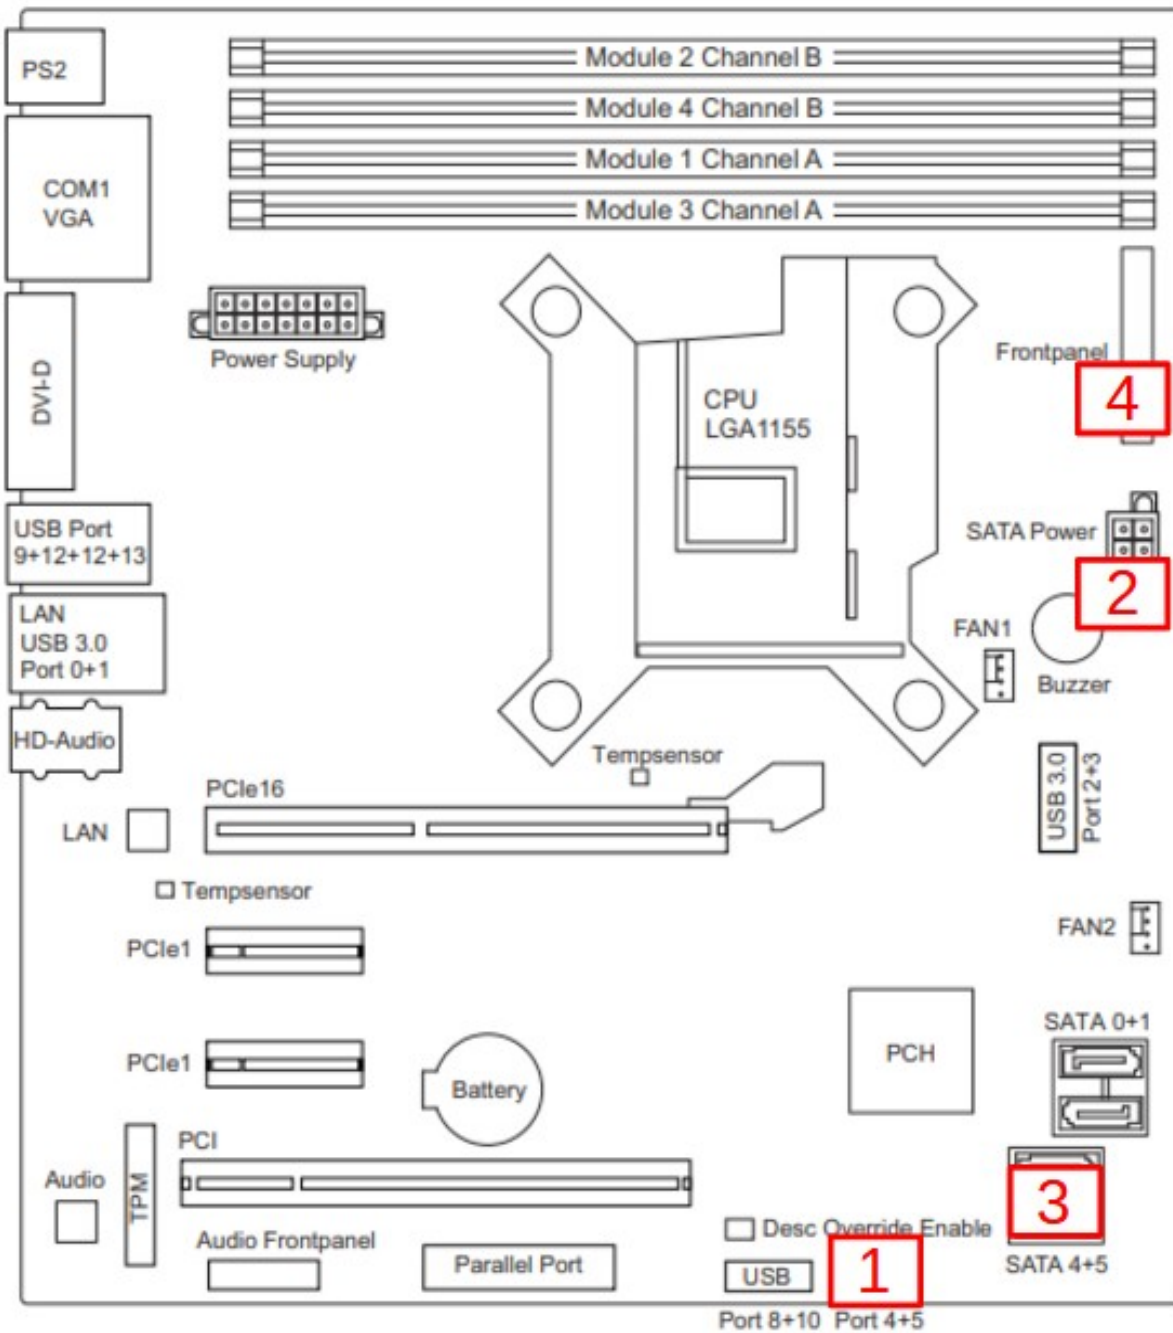 Module 2 Channel B
PS2
Module 4 Channel B
Module 1 Channel A
COM1
VGA
Module 3 Channel A
Power Supply
Frontpanel
4
DVI-D
CPU
LGA1155
USB Port
9+12+12+13
SATA Power
2
LAN
USB 3.0
Port 0+1
FAN1
Buzzer
HD-Audio
Tempsensor
USB 3.0
Port 2+3
PCIe16
LAN
Tempsensor
FAN2
PCIe1
SATA 0+1
PCH
PCIe1
Battery
PCI
Audio
TPM
3
Desc Override Enable
Audio Frontpanel
Parallel Port
USB
1
SATA 4+5
Port 8+10 Port 4+5